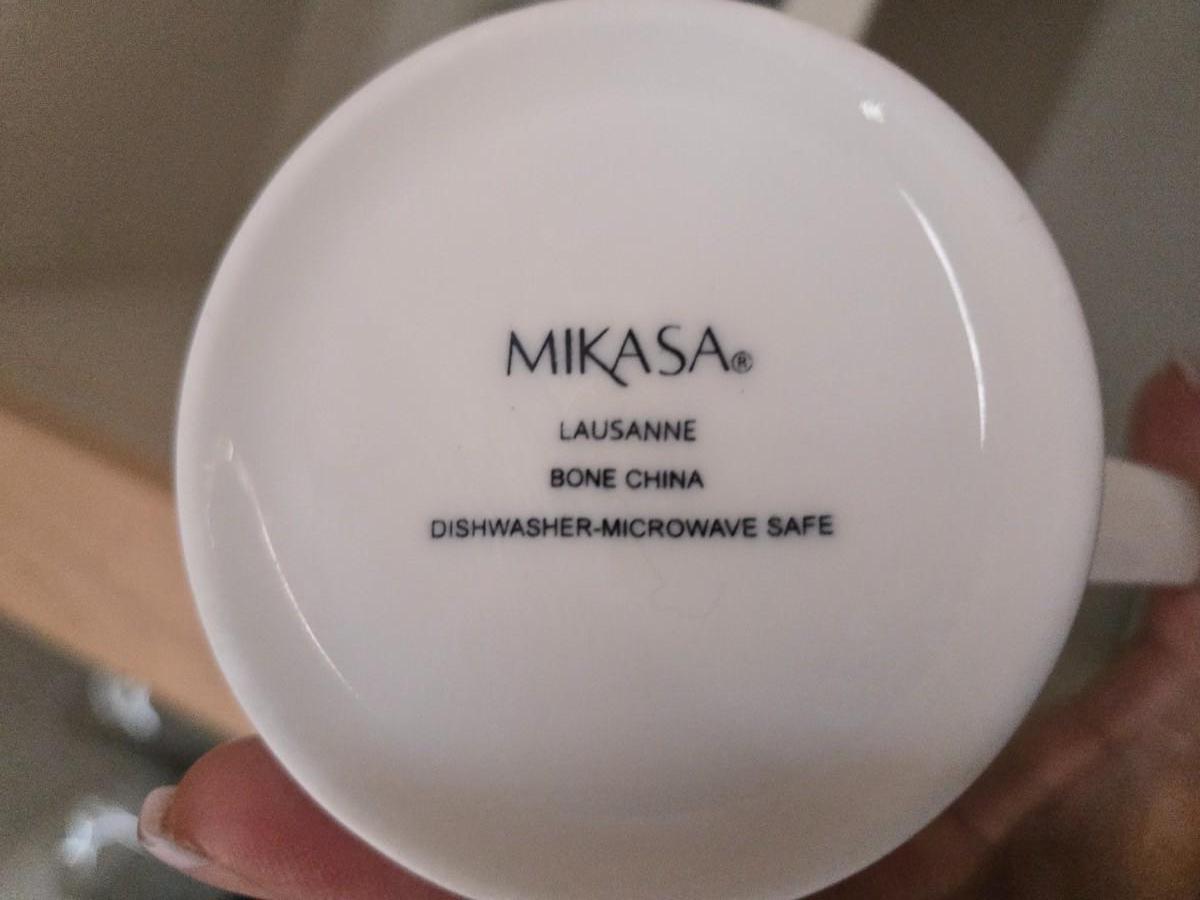 MIKASA®
LAUSANNE
BONE CHINA
DISHWASHER-MICROWAVE SAFE